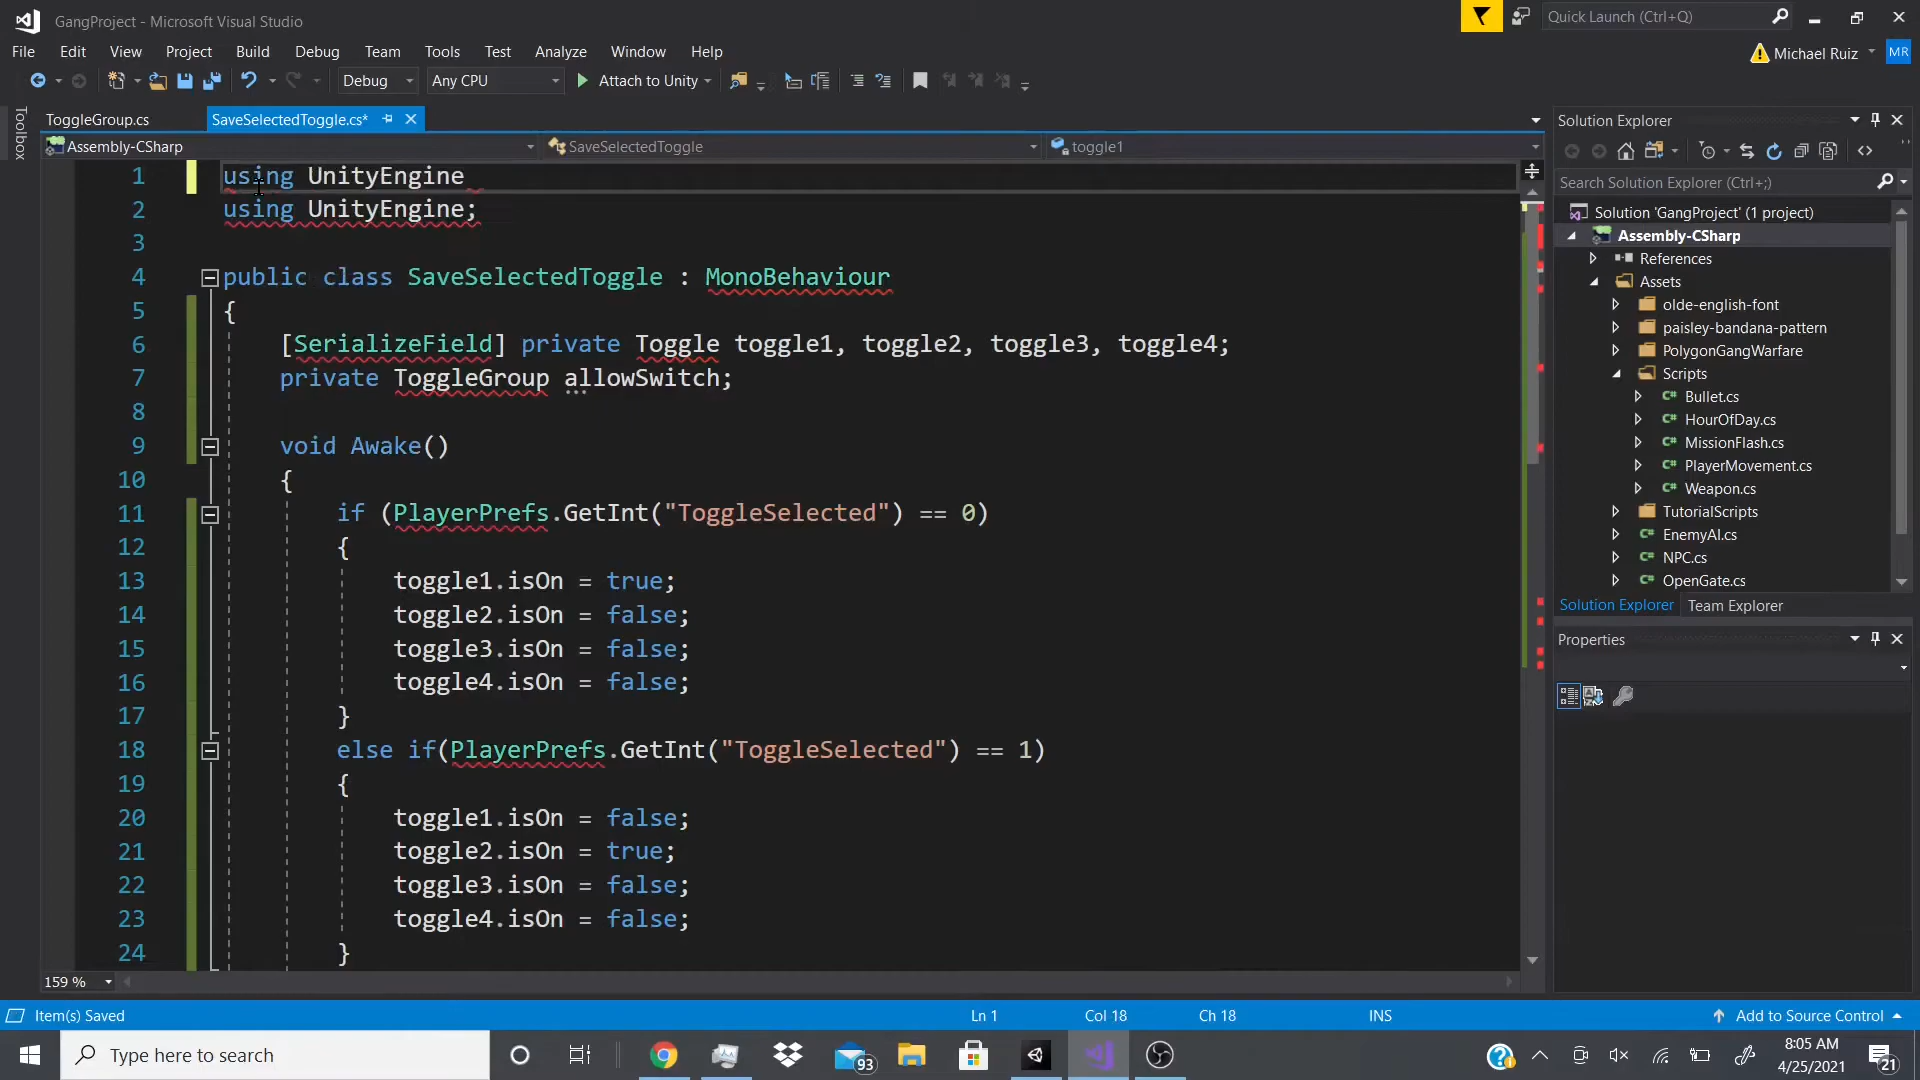 GangProject - Microsoft Visual Studio
Quick Launch (Ctrl+Q)
File Edit View Project Build Debug Team Tools Test Analyze Window Help
Michael Ruiz MR
Debug Any CPU Attach to Unity
Toolbox
ToggleGroup.cs SaveSelectedToggle.cs*
Assembly-CSharp SaveSelectedToggle toggle1
1 using UnityEngine
2 using UnityEngine;
3
4 public class SaveSelectedToggle : MonoBehaviour
5 {
6 [SerializeField] private Toggle toggle1, toggle2, toggle3, toggle4;
7 private ToggleGroup allowSwitch;
8
9 void Awake()
10 {
11 if (PlayerPrefs.GetInt("ToggleSelected") == 0)
12 {
13 toggle1.isOn = true;
14 toggle2.isOn = false;
15 toggle3.isOn = false;
16 toggle4.isOn = false;
17 }
18 else if(PlayerPrefs.GetInt("ToggleSelected") == 1)
19 {
20 toggle1.isOn = false;
21 toggle2.isOn = true;
22 toggle3.isOn = false;
23 toggle4.isOn = false;
24 }
159 %
Solution Explorer
Search Solution Explorer (Ctrl+;)
Solution 'GangProject' (1 project)
Assembly-CSharp
References
Assets
olde-english-font
paisley-bandana-pattern
PolygonGangWarfare
Scripts
C# Bullet.cs
C# HourOfDay.cs
C# MissionFlash.cs
C# PlayerMovement.cs
C# Weapon.cs
TutorialScripts
C# EnemyAI.cs
C# NPC.cs
C# OpenGate.cs
Solution Explorer Team Explorer
Properties
Item(s) Saved Ln 1 Col 18 Ch 18 INS Add to Source Control
Type here to search
93
8:05 AM
4/25/2021
21